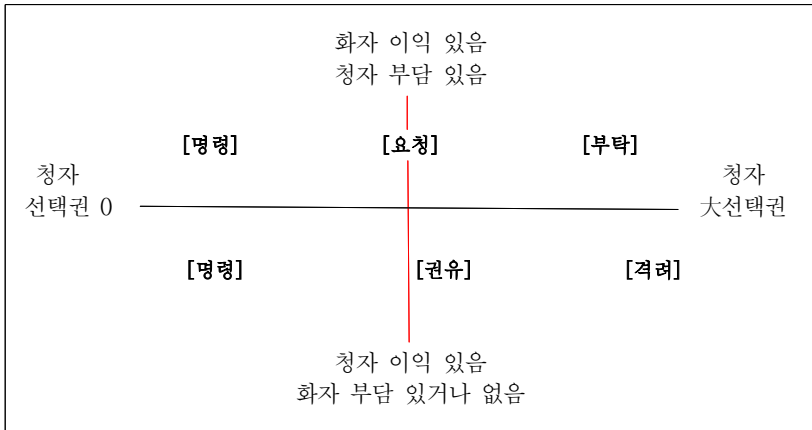 화자 이익 있음
청자 부담 있음
[명령] [요청] [부탁]
청자 청자
선택권 0 大선택권
[명령] [권유] [격려]
청자 이익 있음
화자 부담 있거나 없음